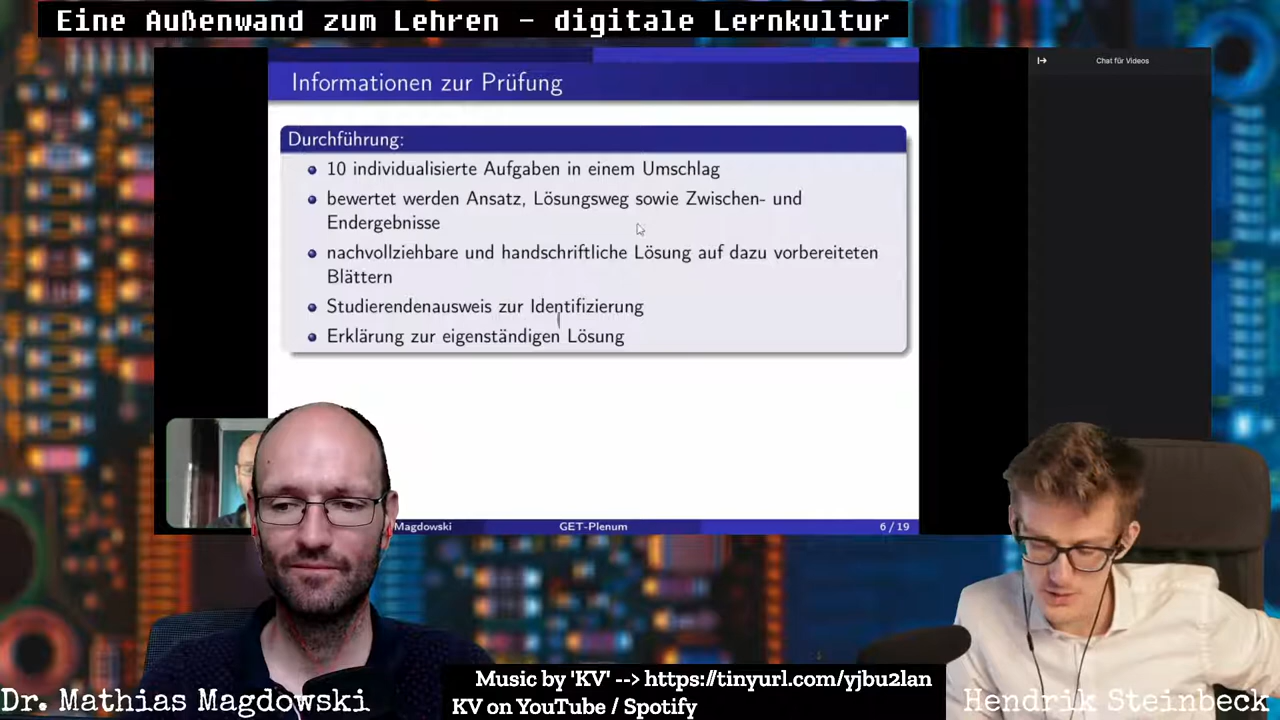 Eine Außenwand zum Lehren - digitale Lernkultur
Chat für Videos
Informationen zur Prüfung
Durchführung:
10 individualisierte Aufgaben in einem Umschlag
bewertet werden Ansatz, Lösungsweg sowie Zwischen- und
Endergebnisse
nachvollziehbare und handschriftliche Lösung auf dazu vorbereiteten
Blättern
Studierendenausweis zur Identifizierung
Erklärung zur eigenständigen Lösung
Magdowski GET-Plenum 6 / 19
Music by 'KV' --> https://tinyurl.com/yjbu2lan
KV on YouTube / Spotify
Dr. Mathias Magdowski
Hendrik Steinbeck